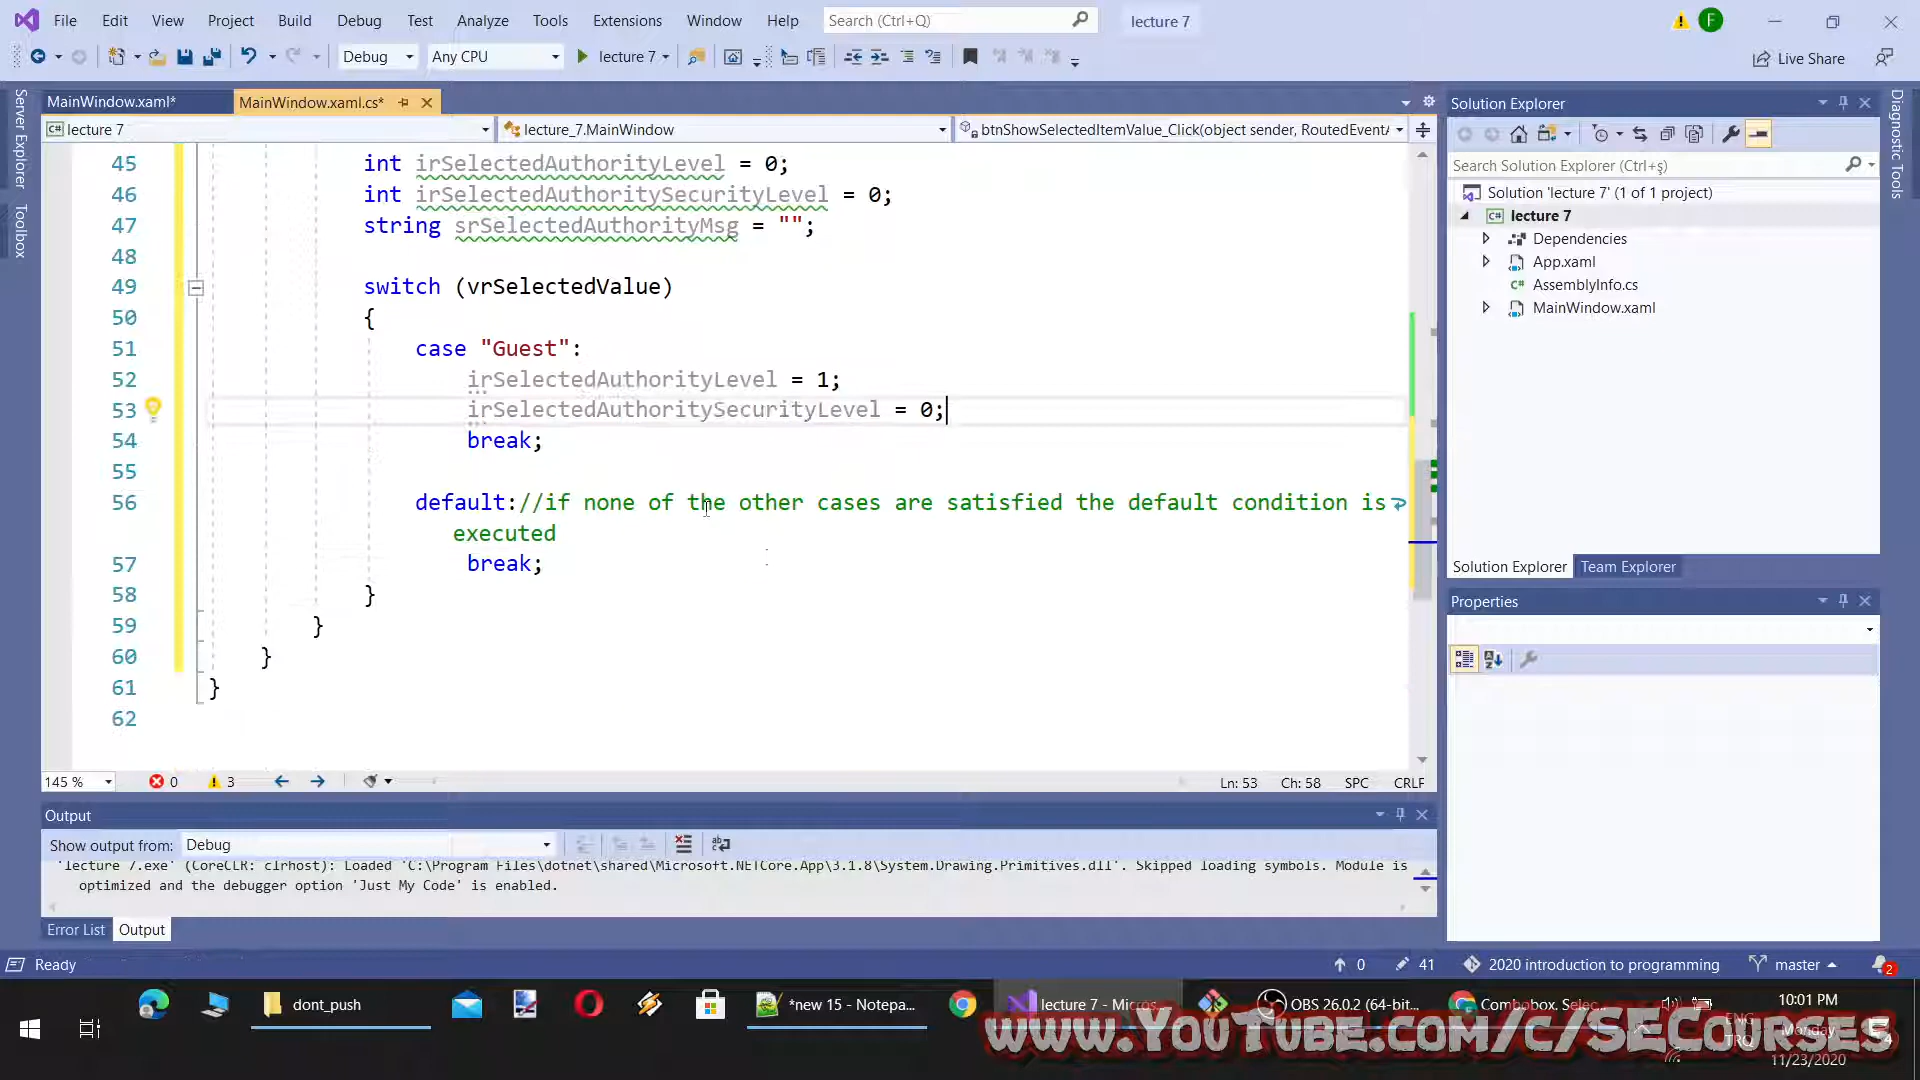 File Edit View Project Build Debug Test Analyze Tools Extensions Window Help Search (Ctrl+Q) lecture 7 F
Debug Any CPU lecture 7 Live Share
Server Explorer
Toolbox
MainWindow.xaml* MainWindow.xaml.cs*
C# lecture 7 lecture_7.MainWindow btnShowSelectedItemValue_Click(object sender, RoutedEventA
45 int irSelectedAuthorityLevel = 0;
46 int irSelectedAuthoritySecurityLevel = 0;
47 string srSelectedAuthorityMsg = "";
48
49 switch (vrSelectedValue)
50 {
51 case "Guest":
52 irSelectedAuthorityLevel = 1;
53 irSelectedAuthoritySecurityLevel = 0;
54 break;
55
56 default://if none of the other cases are satisfied the default condition is
executed
57 break;
58 }
59 }
60 }
61 }
62
145 % 0 3 Ln: 53 Ch: 58 SPC CRLF
Output
Show output from: Debug
'lecture 7.exe' (CoreCLR: clrhost): Loaded 'C:\Program Files\dotnet\shared\Microsoft.NETCore.App\3.1.8\System.Drawing.Primitives.dll'. Skipped loading symbols. Module is
optimized and the debugger option 'Just My Code' is enabled.
Error List Output
Solution Explorer
Search Solution Explorer (Ctrl+ş)
Solution 'lecture 7' (1 of 1 project)
C# lecture 7
Dependencies
App.xaml
C# AssemblyInfo.cs
MainWindow.xaml
Solution Explorer Team Explorer
Properties
Diagnostic Tools
Ready 0 41 2020 introduction to programming master 2
dont_push *new 15 - Notepa... lecture 7 - Micros... OBS 26.0.2 (64-bit... Combobox. Selec... 10:01 PM
ENG Monday
TRQ 11/23/2020
www.YouTube.com/c/SECourses